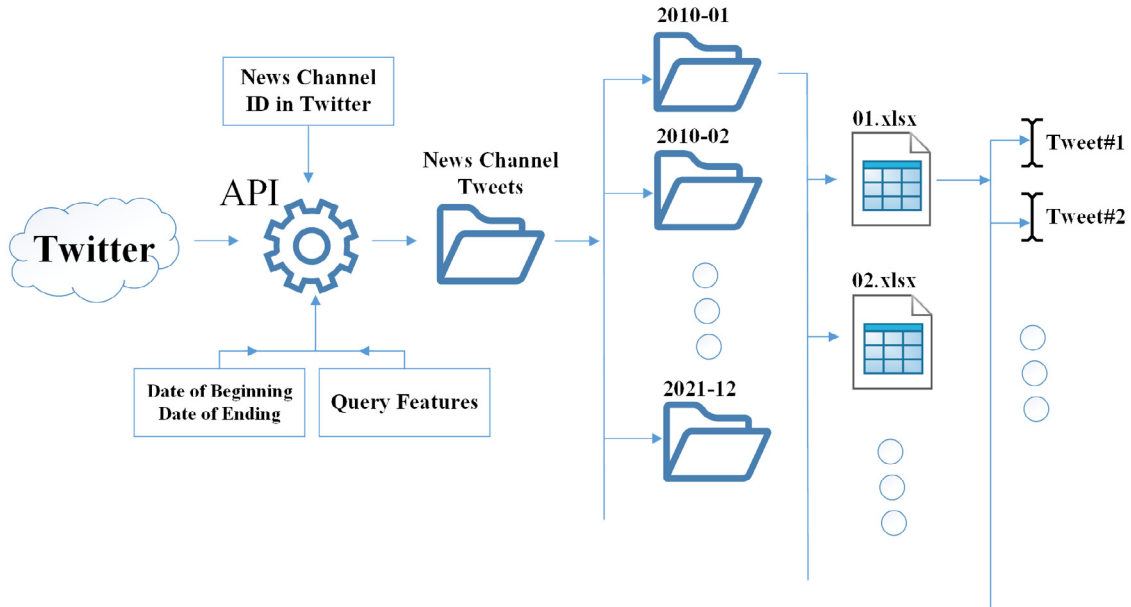 News Channel
ID in Twitter
API
Twitter
Date of Beginning
Date of Ending
Query Features
News Channel
Tweets
2010-01
2010-02
2021-12
01.xlsx
02.xlsx
Tweet#1
Tweet#2